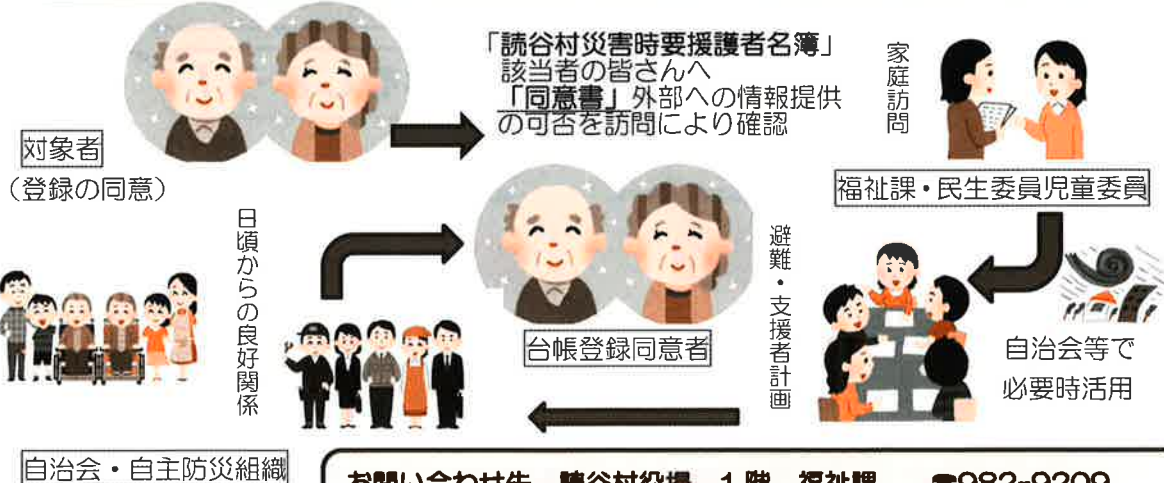 「読谷村災害時要援護者名簿」
該当者の皆さんへ
「同意書」外部への情報提供
の可否を訪問により確認
家庭訪問
対象者
(登録の同意)
福祉課・民生委員児童委員
日頃からの良好関係
避難・支援者計画
台帳登録同意者
自治会等で
必要時活用
自治会・自主防災組織
お問い合わせ先 読谷村役場 1階 福祉課 ☎982-9209